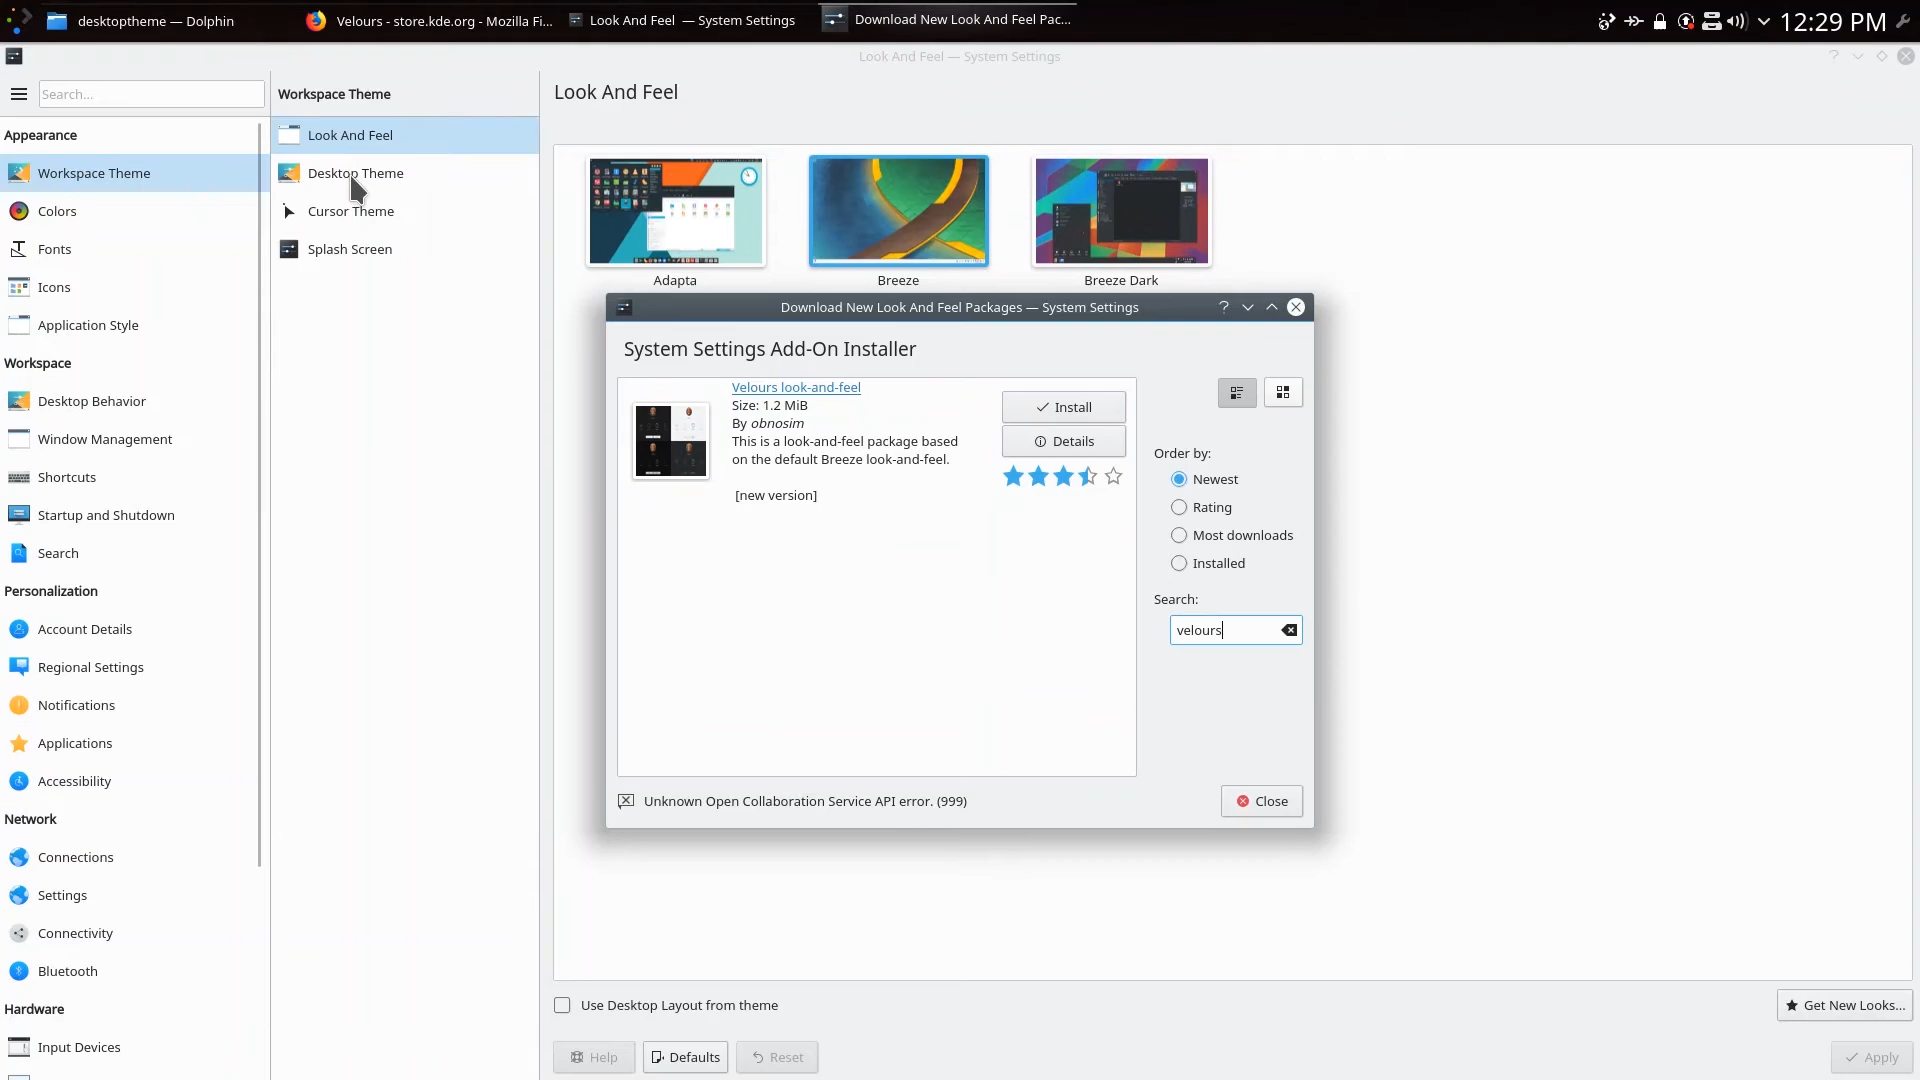 desktoptheme — Dolphin
Velours - store.kde.org - Mozilla Fi...
Look And Feel — System Settings
Download New Look And Feel Pac...
12:29 PM
Look And Feel — System Settings
Search...
Workspace Theme
Look And Feel
Appearance
Workspace Theme
Colors
Fonts
Icons
Application Style
Workspace
Desktop Behavior
Window Management
Shortcuts
Startup and Shutdown
Search
Personalization
Account Details
Regional Settings
Notifications
Applications
Accessibility
Network
Connections
Settings
Connectivity
Bluetooth
Hardware
Input Devices
Look And Feel
Desktop Theme
Cursor Theme
Splash Screen
Adapta
Breeze
Breeze Dark
Download New Look And Feel Packages — System Settings
System Settings Add-On Installer
Velours look-and-feel
Size: 1.2 MiB
By obnosim
This is a look-and-feel package based
on the default Breeze look-and-feel.
[new version]
Install
Details
Order by:
Newest
Rating
Most downloads
Installed
Search:
velours
Unknown Open Collaboration Service API error. (999)
Close
Use Desktop Layout from theme
Get New Looks...
Help
Defaults
Reset
Apply